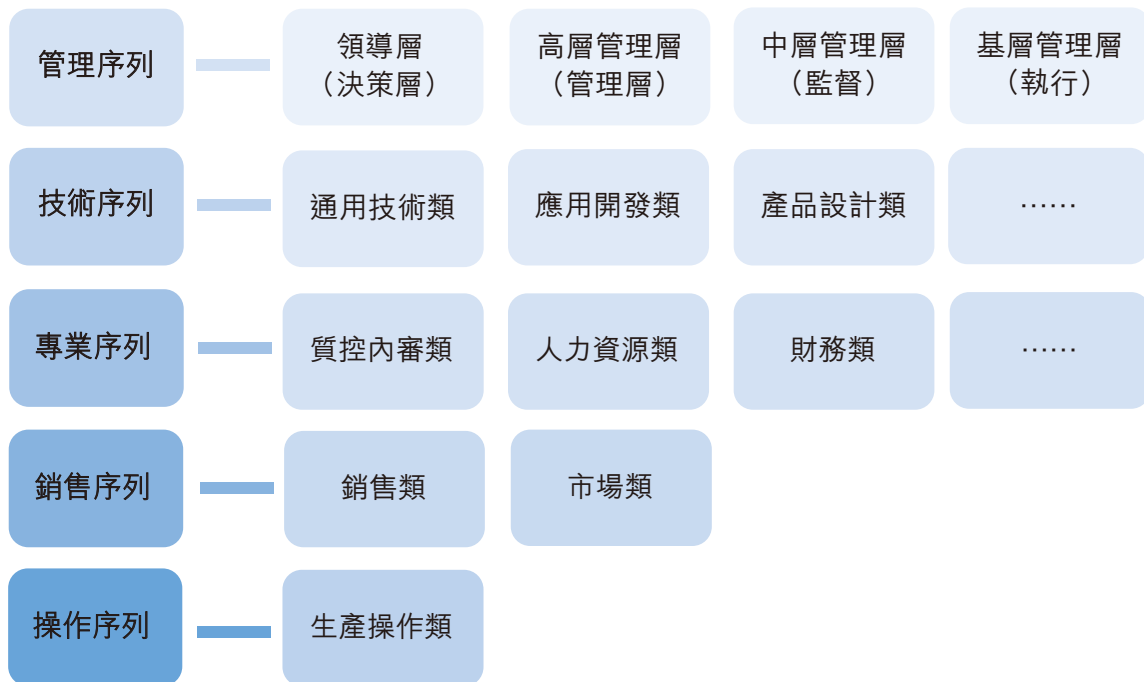 管理序列
領導層
（決策層）
高層管理層
（管理層）
中層管理層
（監督）
基層管理層
（執行）
技術序列
通用技術類
應用開發類
產品設計類
……
專業序列
質控內審類
人力資源類
財務類
……
銷售序列
銷售類
市場類
操作序列
生產操作類